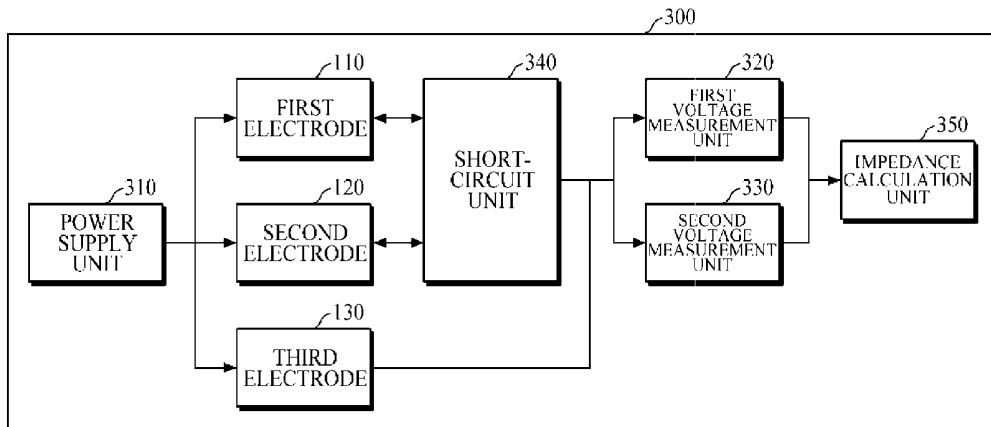 300
110
FIRST
ELECTRODE
340
SHORT-
CIRCUIT
UNIT
320
FIRST
VOLTAGE
MEASUREMENT
UNIT
350
IMPEDANCE
CALCULATION
UNIT
310
POWER
SUPPLY
UNIT
120
SECOND
ELECTRODE
330
SECOND
VOLTAGE
MEASUREMENT
UNIT
130
THIRD
ELECTRODE